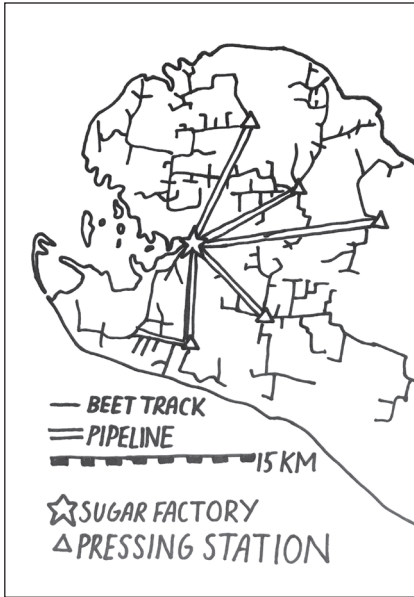 BEET TRACK
PIPELINE
15 KM
SUGAR FACTORY
PRESSING STATION